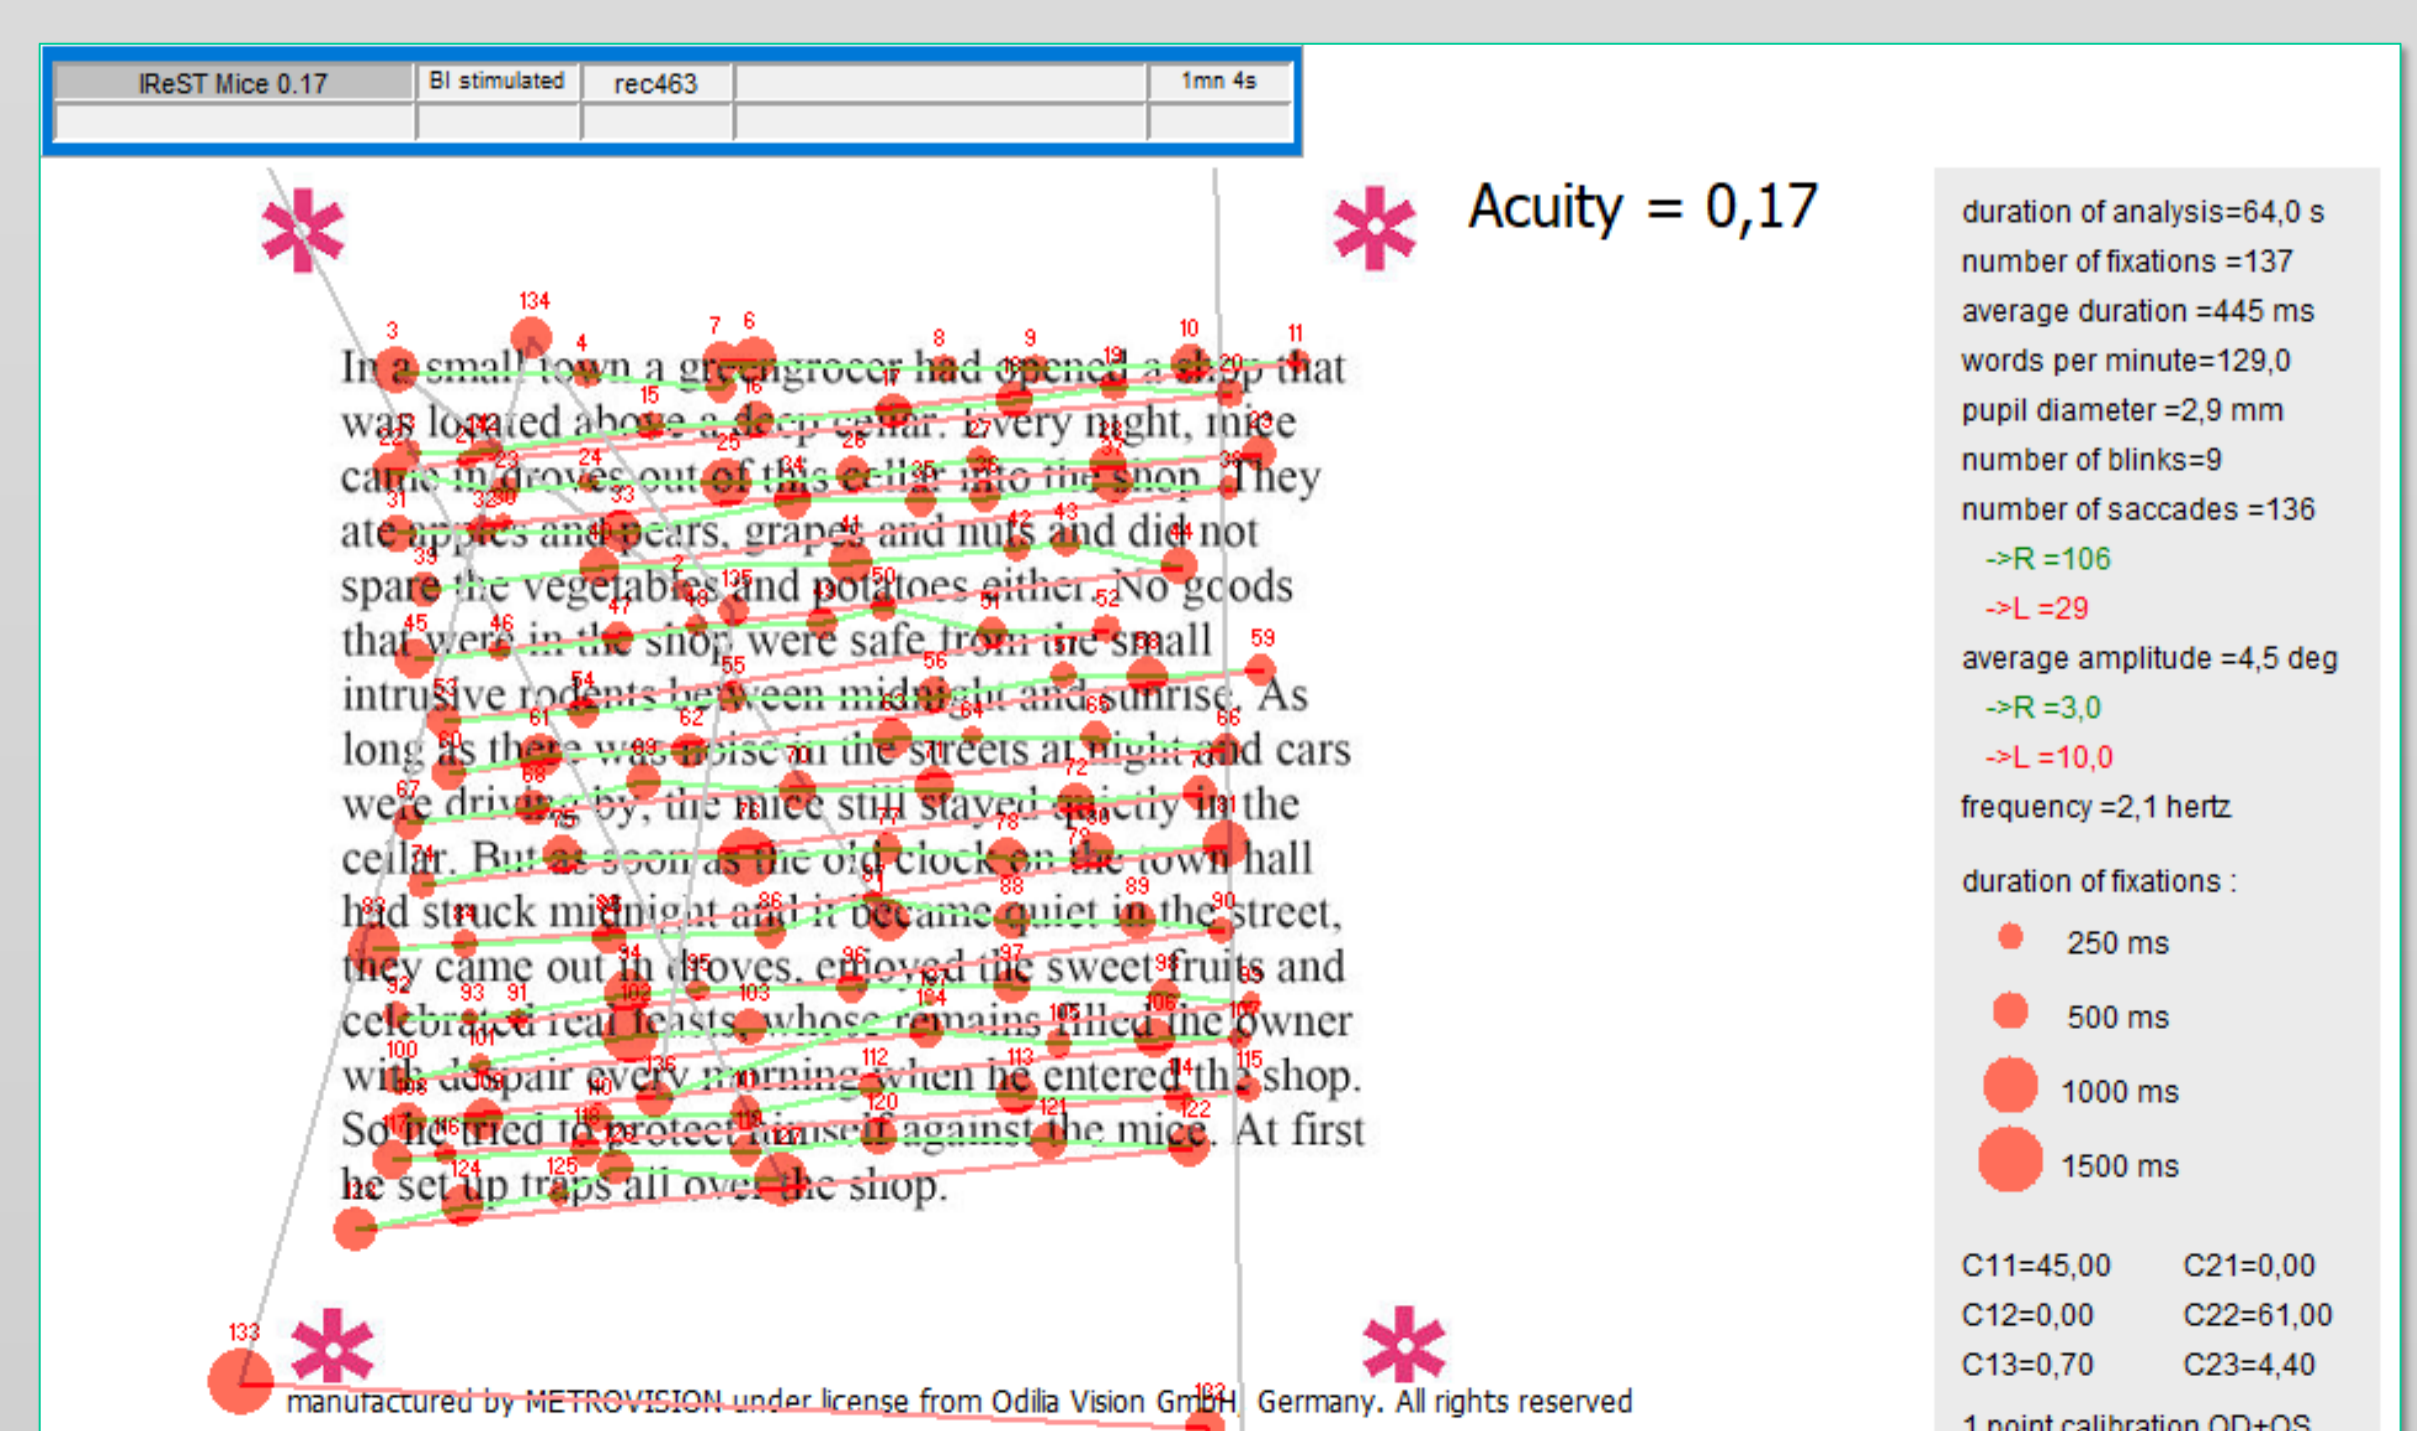 IReST Mice 0.17
BI stimulated
rec463
1mn 4s
Acuity = 0,17
In a small town a greengrocer had opened a shop that
was located above a deep cellar. Every night, mice
came in droves out of this cellar into the shop. They
ate apples and pears, grapes and nuts and did not
spare the vegetables and potatoes either. No goods
that were in the shop were safe from the small
intrusive rodents between midnight and sunrise. As
long as there was noise in the streets at night and cars
were driving by, the mice still stayed quietly in the
cellar. But as soon as the old clock on the town hall
had struck midnight and it became quiet in the street,
they came out in droves, enjoyed the sweet fruits and
celebrated real feasts, whose remains filled the owner
with despair every morning when he entered the shop.
So he tried to protect himself against the mice. At first
he set up traps all over the shop.
manufactured by METROVISION under license from Odilia Vision GmbH, Germany. All rights reserved
duration of analysis=64,0 s
number of fixations =137
average duration =445 ms
words per minute=129,0
pupil diameter =2,9 mm
number of blinks=9
number of saccades =136
->R =106
->L =29
average amplitude =4,5 deg
->R =3,0
->L =10,0
frequency =2,1 hertz
duration of fixations :
250 ms
500 ms
1000 ms
1500 ms
C11=45,00 C21=0,00
C12=0,00 C22=61,00
C13=0,70 C23=4,40
1 point calibration OD+OS